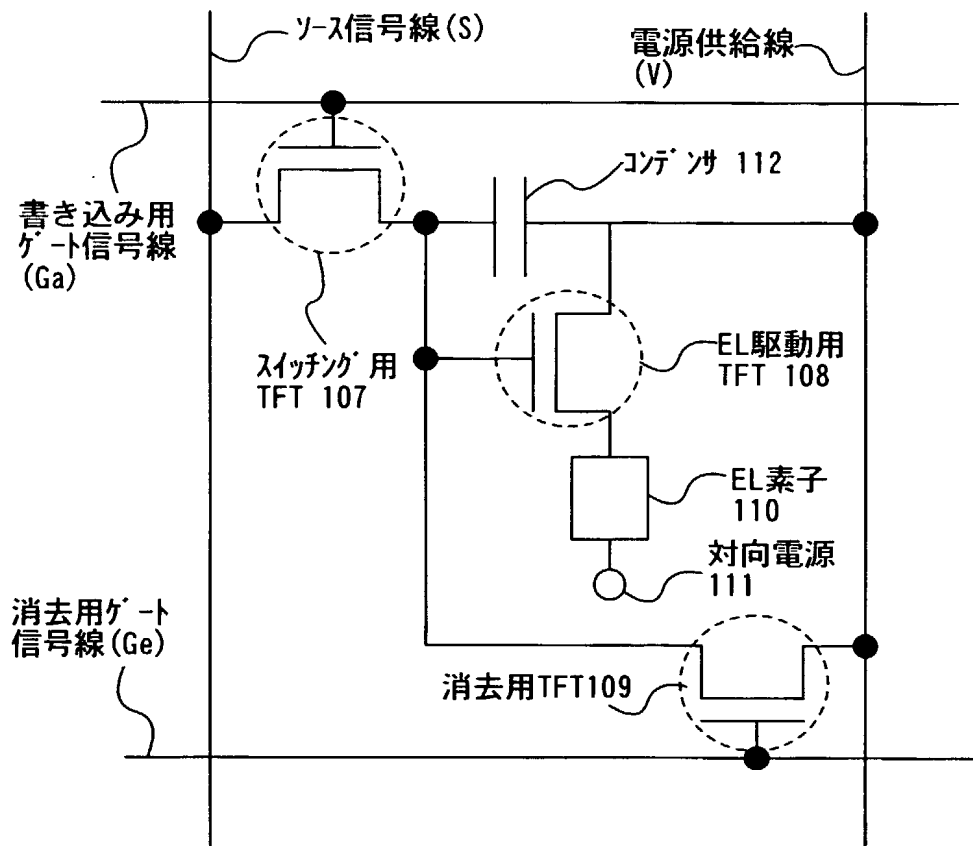 ソース信号線(S)
電源供給線
(V)
コンデンサ 112
書き込み用
ゲート信号線
(Ga)
スイッチング用
TFT 107
EL駆動用
TFT 108
EL素子
110
対向電源
111
消去用ゲート
信号線(Ge)
消去用TFT109